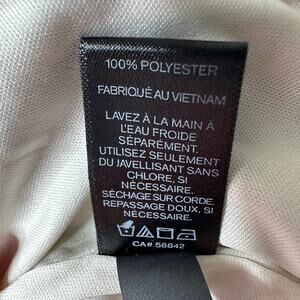 100% POLYESTER
FABRIQUÉ AU VIETNAM
LAVEZ À LA MAIN À
L'EAU FROIDE
SÉPARÉMENT.
UTILISEZ SEULEMENT
DU JAVELLISANT SANS
CHLORE, SI
NÉCESSAIRE.
SÉCHAGE SUR CORDE.
REPASSAGE DOUX, SI
NÉCESSAIRE.
CA# 56842